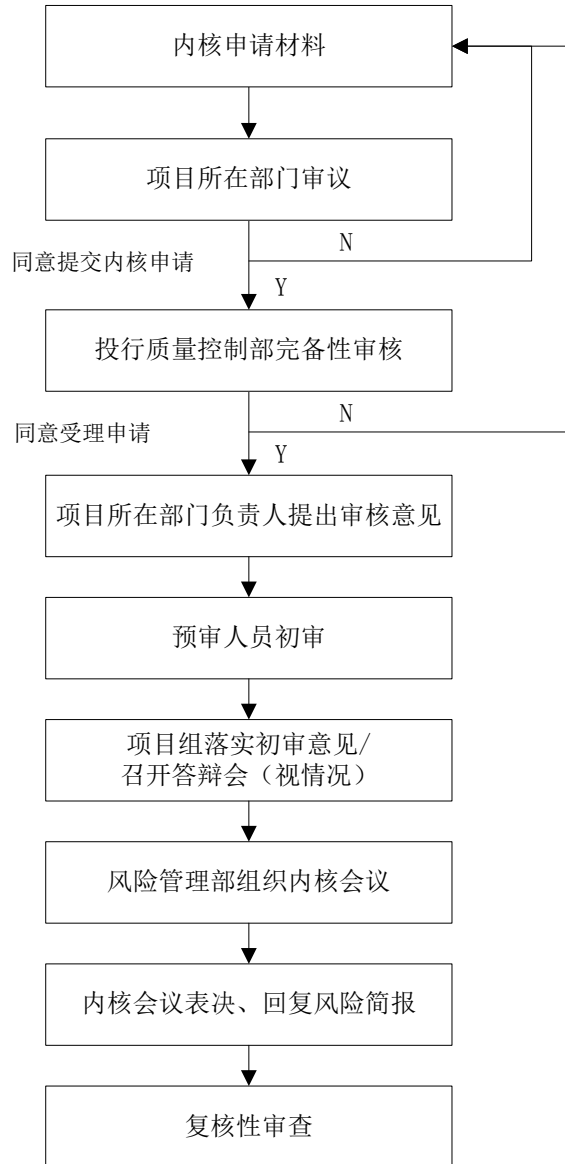 内核申请材料
项目所在部门审议
N
同意提交内核申请
Y
投行质量控制部完备性审核
N
同意受理申请
Y
项目所在部门负责人提出审核意见
预审人员初审
项目组落实初审意见/
召开答辩会（视情况）
风险管理部组织内核会议
内核会议表决、回复风险简报
复核性审查